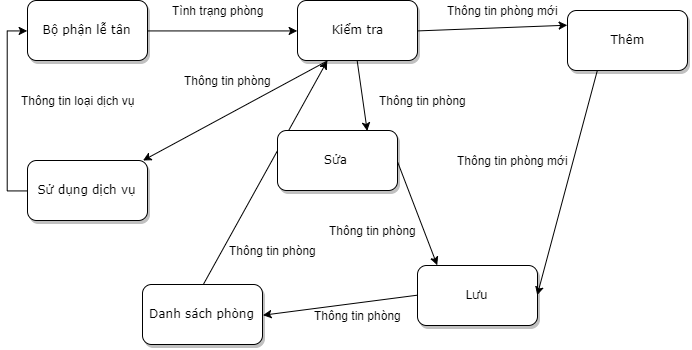 Tình trạng phòng
Thông tin phòng mới
Bộ phận lễ tân
Kiểm tra
Thêm
Thông tin phòng
Thông tin loại dịch vụ
Thông tin phòng
Sửa
Thông tin phòng mới
Sử dụng dịch vụ
Thông tin phòng
Thông tin phòng
Lưu
Danh sách phòng
Thông tin phòng